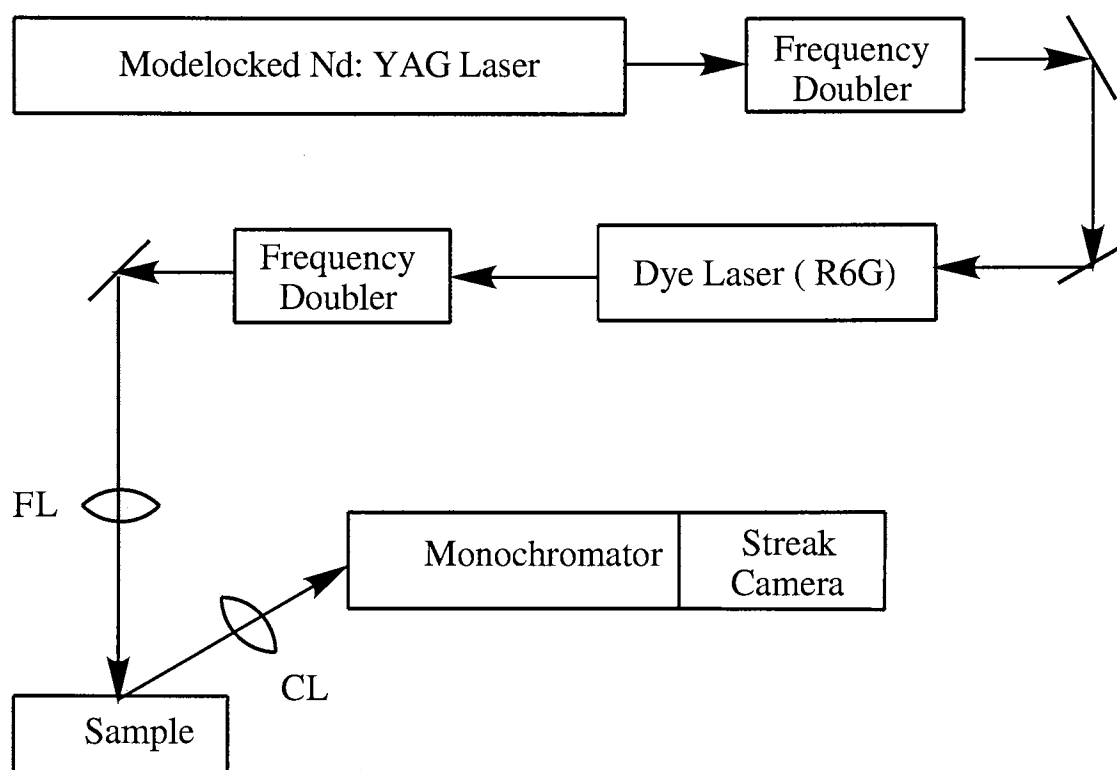 Modelocked Nd: YAG Laser
Frequency
Doubler
Frequency
Doubler
Dye Laser ( R6G)
FL
Monochromator
Streak
Camera
CL
Sample